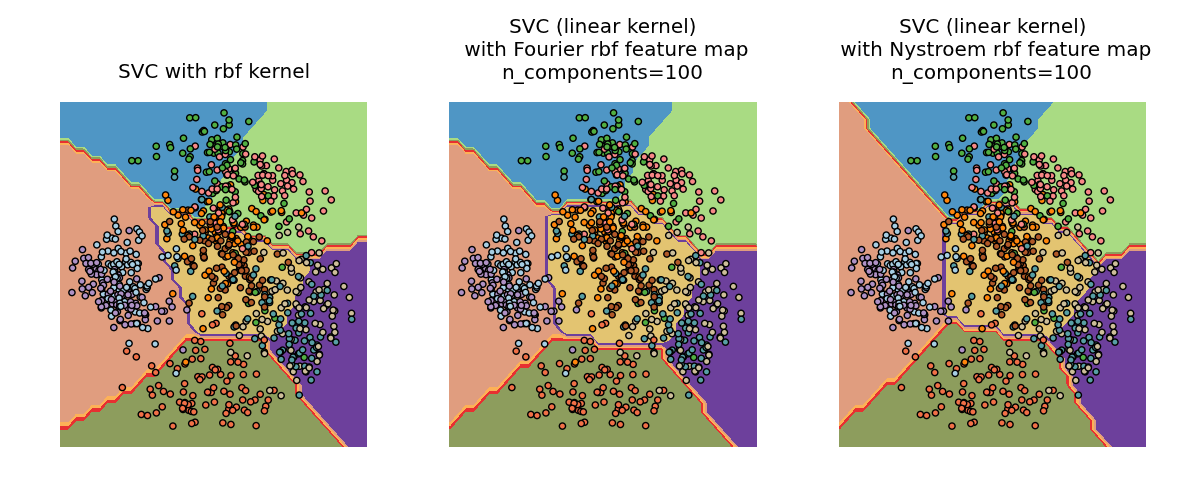 SVC with rbf kernel
SVC (linear kernel)
with Fourier rbf feature map
n_components=100
SVC (linear kernel)
with Nystroem rbf feature map
n_components=100